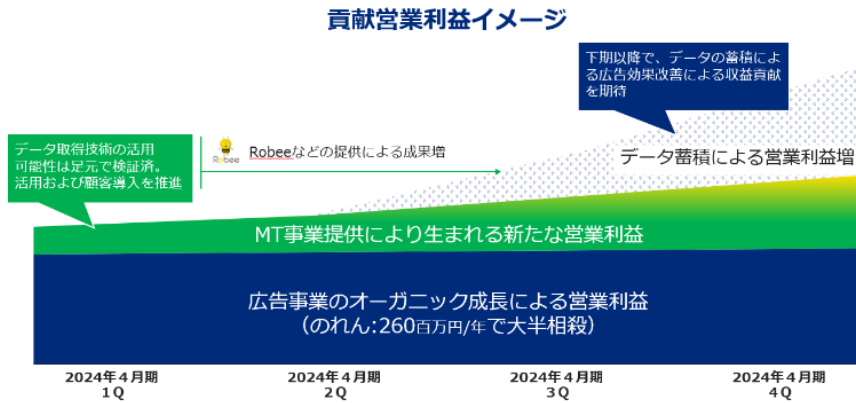 貢献営業利益イメージ
下期以降で、データの蓄積によ
る広告効果改善による収益貢献
を期待
データ取得技術の活用
可能性は足元で検証済。
活用および顧客導入を推進
Robee
Robeeなどの提供による成果増
データ蓄積による営業利益増
MT事業提供により生まれる新たな営業利益
広告事業のオーガニック成長による営業利益
(のれん:260百万円/年で大半相殺)
2024年4月期
1Q
2024年4月期
2Q
2024年4月期
3Q
2024年4月期
4Q